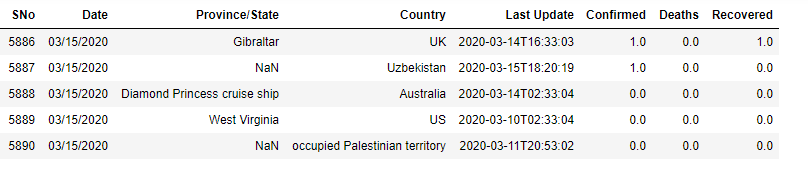 SNo Date Province/State Country Last Update Confirmed Deaths Recovered
5886 03/15/2020 Gibraltar UK 2020-03-14T16:33:03 1.0 0.0 1.0
5887 03/15/2020 NaN Uzbekistan 2020-03-15T18:20:19 1.0 0.0 0.0
5888 03/15/2020 Diamond Princess cruise ship Australia 2020-03-14T02:33:04 0.0 0.0 0.0
5889 03/15/2020 West Virginia US 2020-03-10T02:33:04 0.0 0.0 0.0
5890 03/15/2020 NaN occupied Palestinian territory 2020-03-11T20:53:02 0.0 0.0 0.0